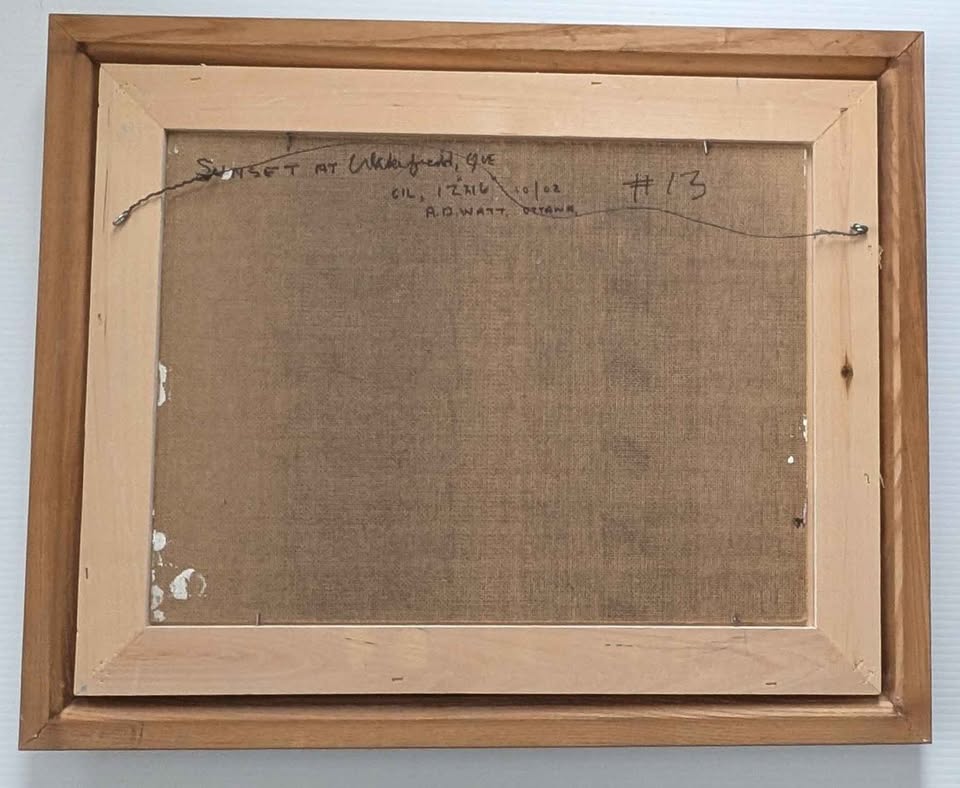 SUNSET AT Wakefield, QUE
OIL, 12X16 10/02
A.D. WATT, OTTAWA,
#13